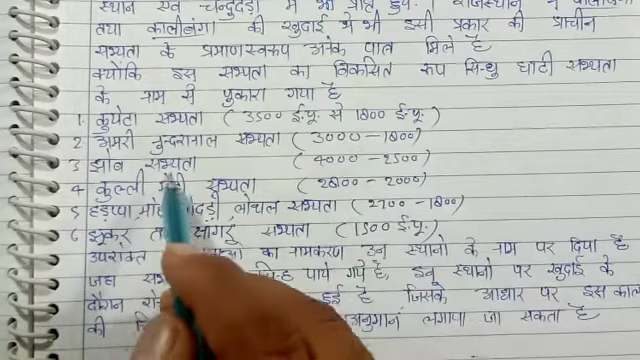 स्थान एवं चन्दुदड़ों में भी प्राप्त हुए राजस्थान में
तथा कालीबंगा की खुदाई में भी इसी प्रकार की प्राचीन
सभ्यता के प्रमाणस्वरूप अनेक पात मिले है
क्योंकि इस सभ्यता का विकसित रूप सिन्धु घाटी सभ्यता
के नाम से पुकारा गया है
1. कुयेटा सभ्यता (3500 ई.पू. से 1800 ई.पू.)
2 अमरी नुन्दरानाल सभ्यता (3000-1800)
3 झोब सभ्यता (4000-2500)
4 कुल्ली सभ्यता (2800-2000)
5 हड़प्पा लोथल सभ्यता (2700-1800)
6 झूकर सभ्यता (1500 ई.पू.)
उपरोक्त का नामकरण उन स्थानो के नाम पर दिया है
जहा पाये गये है, इन स्थानो पर खुदाई के
दौरान हुई है जिसके आधार पर इस काल
की अनुमान लगाया जा सकता है